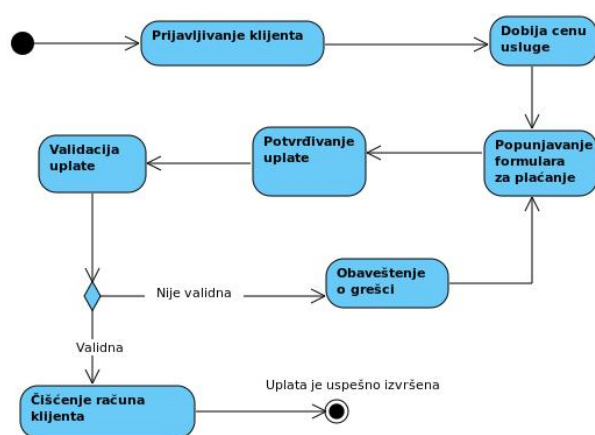 Prijavljivanje klijenta
Dobija cenu
usluge
Popunjavanje
formulara
za plaćanje
Potvrđivanje
uplate
Validacija
uplate
Nije validna
Obaveštenje
o grešci
Validna
Čišćenje računa
klijenta
Uplata je uspešno izvršena